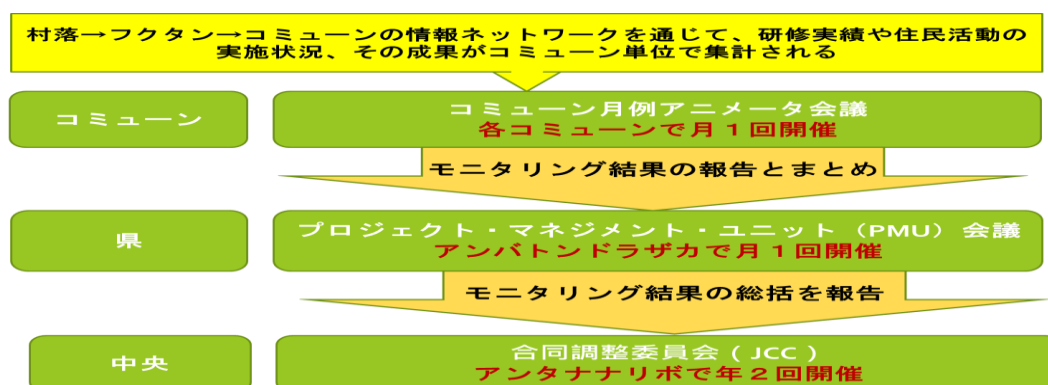 村落→フクタン→コミューンの情報ネットワークを通じて、研修実績や住民活動の
実施状況、その成果がコミューン単位で集計される
コミューン
コミューン月例アニメータ会議
各コミューンで月１回開催
モニタリング結果の報告とまとめ
県
プロジェクト・マネジメント・ユニット（PMU）会議
アンバトンドラザカで月１回開催
モニタリング結果の総括を報告
中央
合同調整委員会（JCC）
アンタナナリボで年２回開催